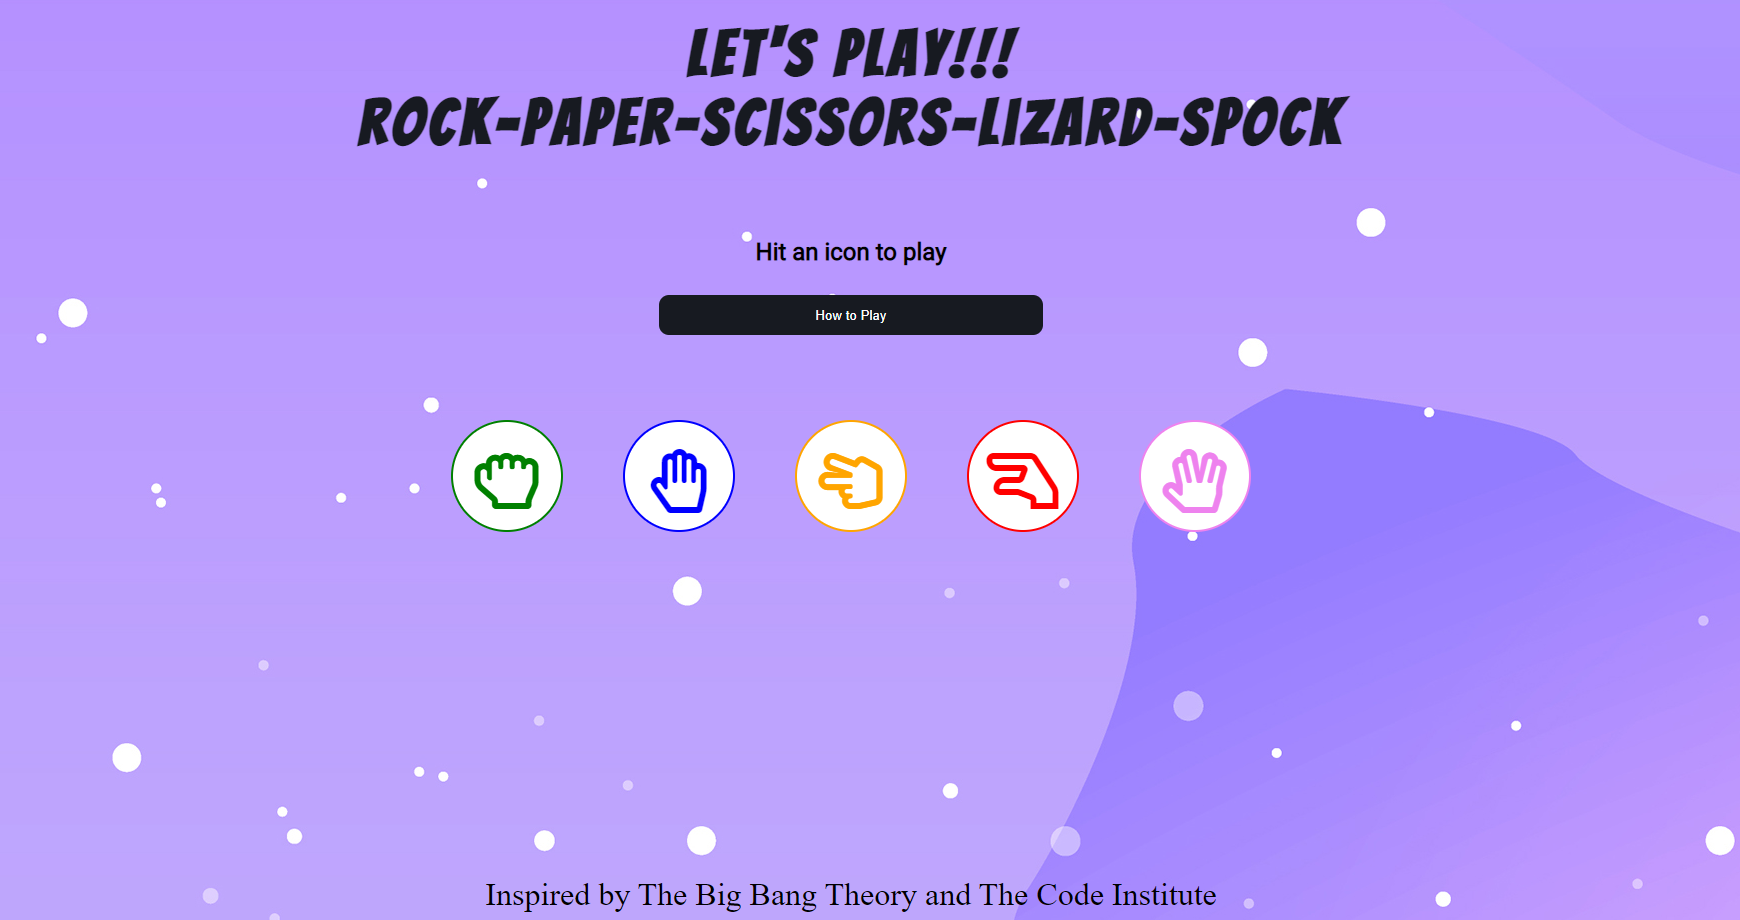 LET'S PLAY!!!
ROCK-PAPER-SCISSORS-LIZARD-SPOCK
Hit an icon to play
How to Play
Inspired by The Big Bang Theory and The Code Institute